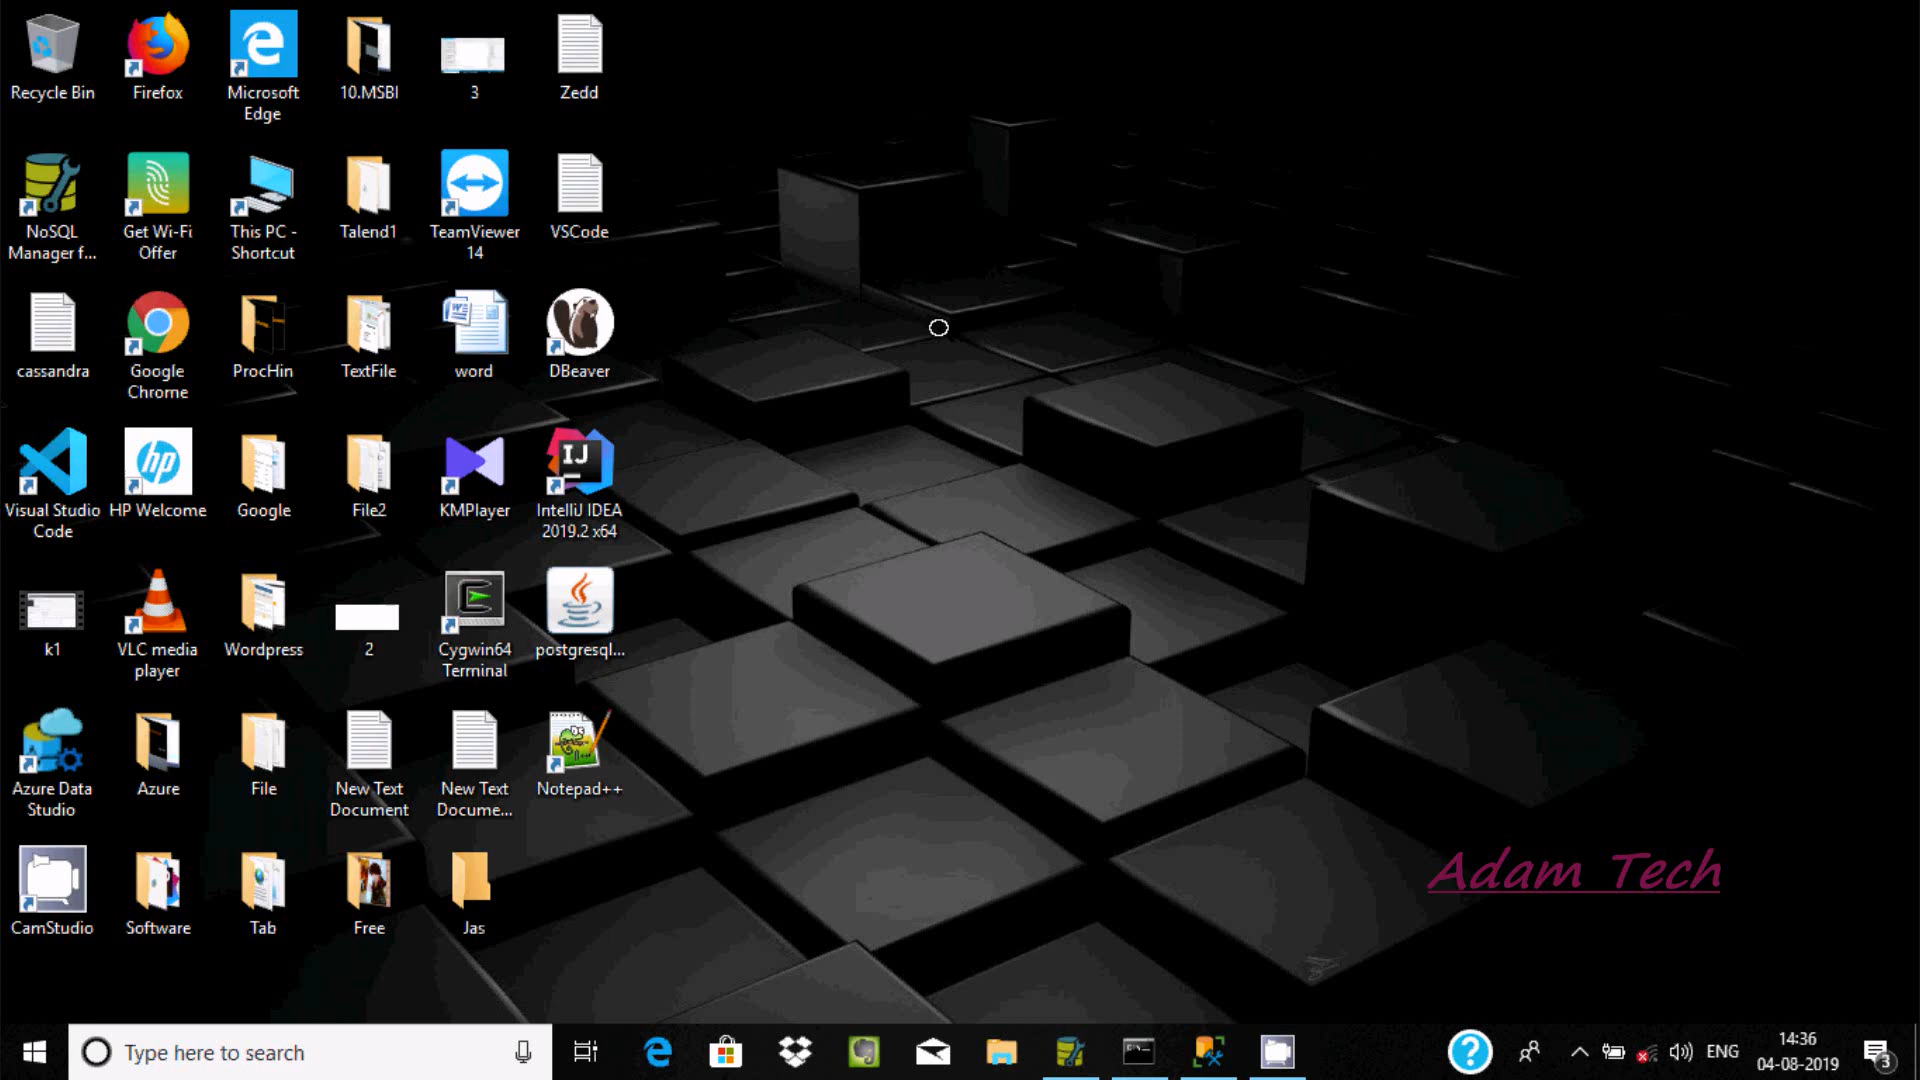 Recycle Bin
Firefox
Microsoft
Edge
10.MSBI
3
Zedd
NoSQL
Manager f...
Get Wi-Fi
Offer
This PC -
Shortcut
Talend1
TeamViewer
14
VSCode
cassandra
Google
Chrome
ProcHin
TextFile
word
DBeaver
Visual Studio
Code
HP Welcome
Google
File2
KMPlayer
IntelliJ IDEA
2019.2 x64
k1
VLC media
player
Wordpress
2
Cygwin64
Terminal
postgresql...
Azure Data
Studio
Azure
File
New Text
Document
New Text
Docume...
Notepad++
CamStudio
Software
Tab
Free
Jas
Adam Tech
Type here to search
ENG
14:36
04-08-2019
3